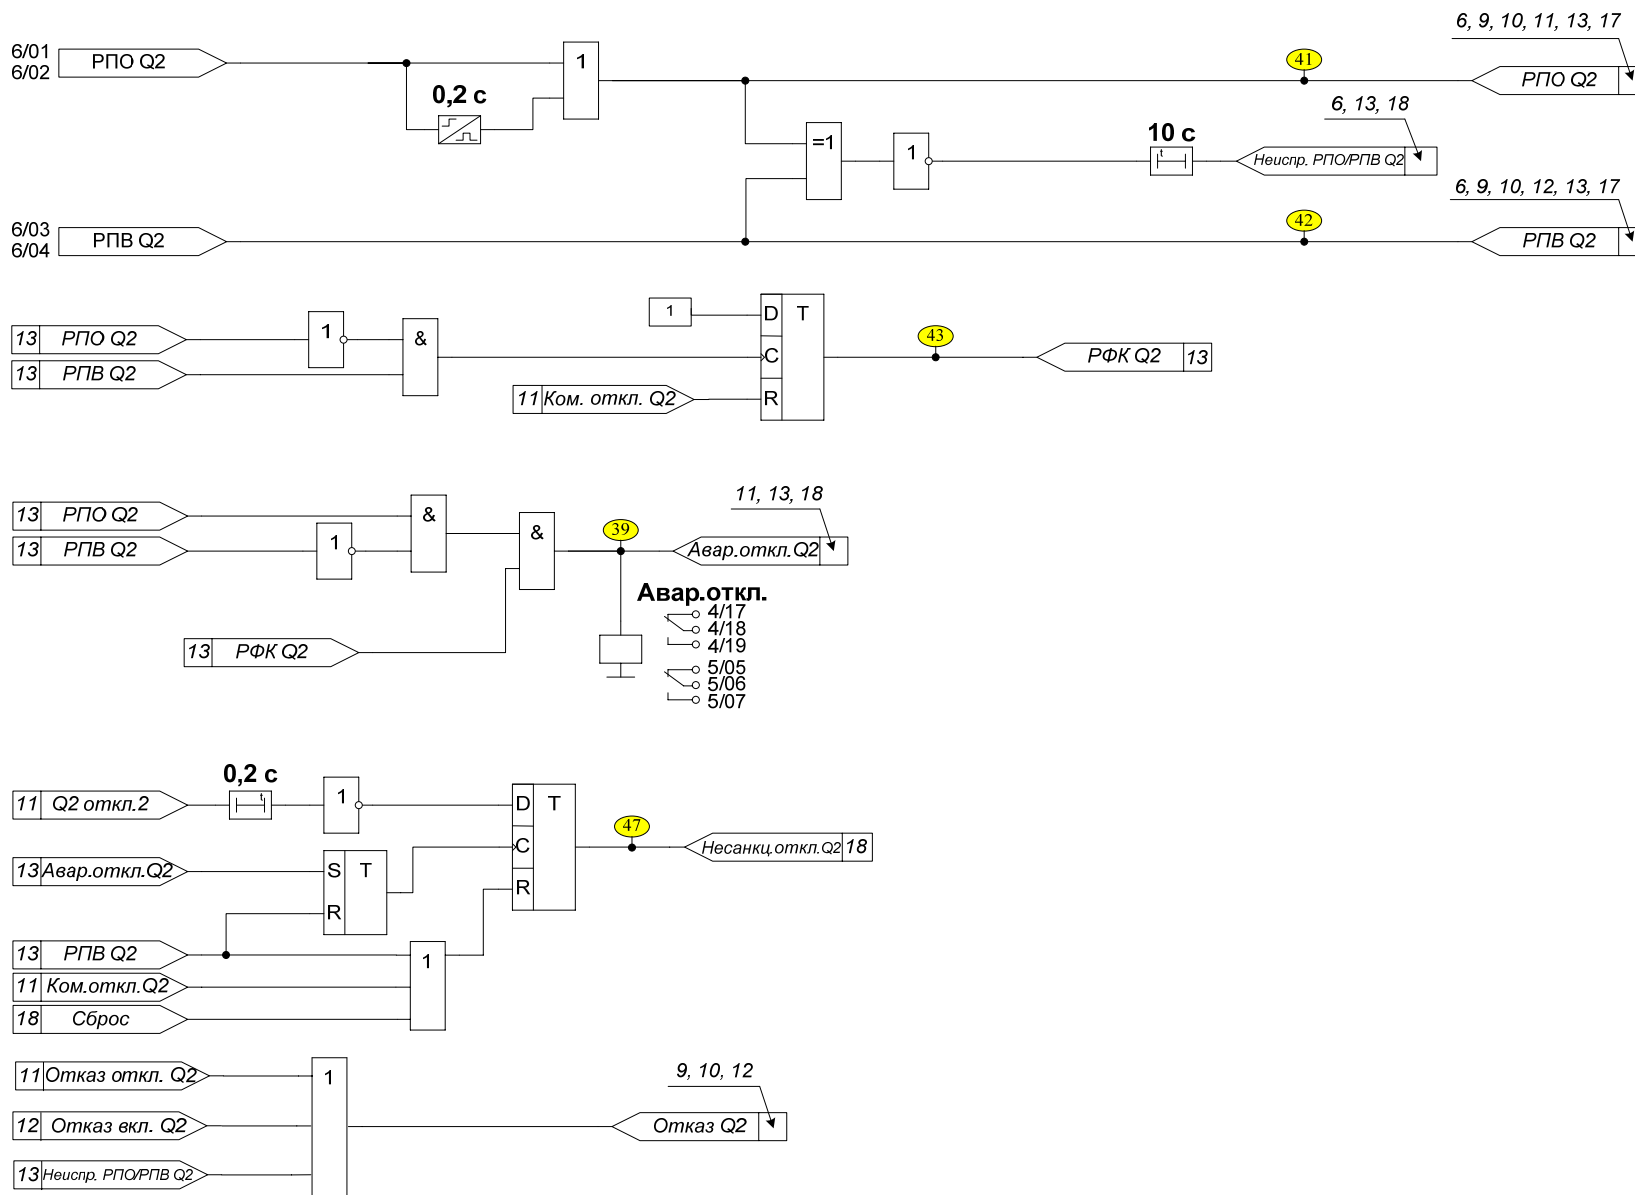 6, 9, 10, 11, 13, 17
6/01
6/02
РПО Q2
1
41
РПО Q2
0,2 с
6, 13, 18
=1
1
10 с
t
Неиспр. РПО/РПВ Q2
6, 9, 10, 12, 13, 17
6/03
6/04
РПВ Q2
42
РПВ Q2
13 РПО Q2
1
&
1
D T
C
R
43
РФК Q2 13
13 РПВ Q2
11 Ком. откл. Q2
13 РПО Q2
&
&
39
11, 13, 18
Авар.откл.Q2
13 РПВ Q2
1
Авар.откл.
4/17
4/18
4/19
5/05
5/06
5/07
13 РФК Q2
0,2 с
11 Q2 откл.2
t
1
D T
C
R
47
Несанкц.откл.Q2 18
13 Авар.откл.Q2
S T
R
13 РПВ Q2
1
11 Ком.откл.Q2
18 Сброс
11 Отказ откл. Q2
1
9, 10, 12
12 Отказ вкл. Q2
Отказ Q2
13 Неиспр. РПО/РПВ Q2